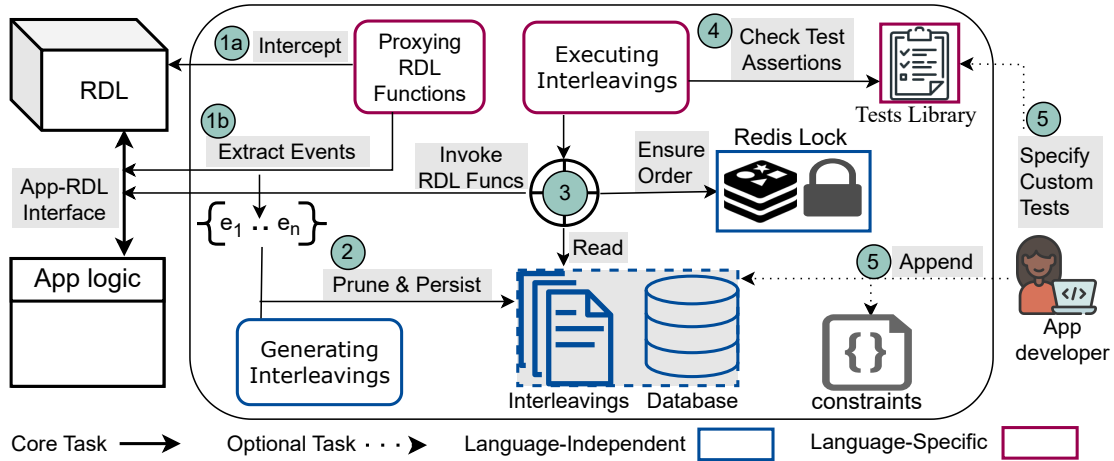 1a
Intercept
Proxying
RDL
Functions
Executing
Interleavings
4
Check Test
Assertions
RDL
Tests Library
1b
Extract Events
5
Specify
Custom
Tests
Invoke
RDL Funcs
Ensure
Order
Redis Lock
App-RDL
Interface
3
{e1 .. en}
Read
2
Prune & Persist
5
Append
App logic
</>
App
developer
Generating
Interleavings
{}
Interleavings
Database
constraints
Core Task
Optional Task
Language-Independent
Language-Specific